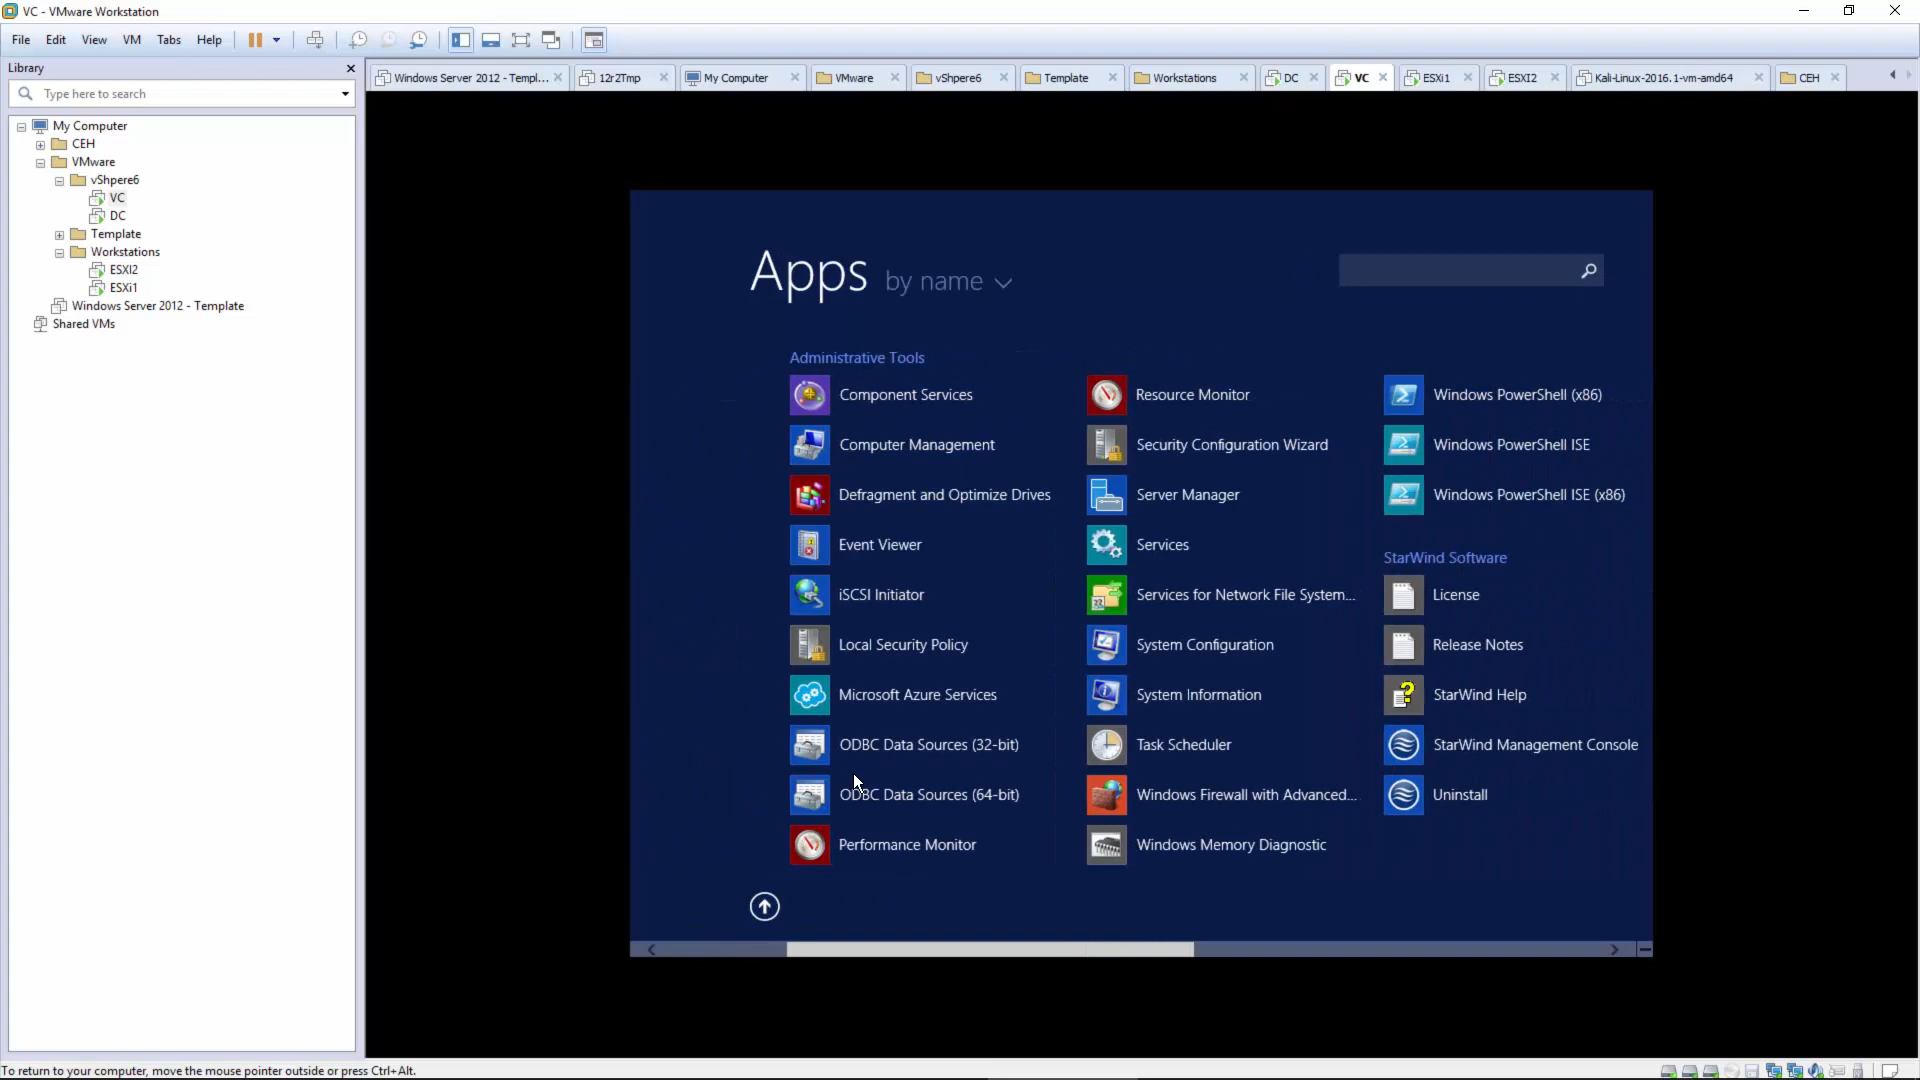 VC - VMware Workstation
File Edit View VM Tabs Help
Library
Type here to search
My Computer
CEH
VMware
vShpere6
VC
DC
Template
Workstations
ESXI2
ESXi1
Windows Server 2012 - Template
Shared VMs
Windows Server 2012 - Templ... 12r2Tmp My Computer VMware vShpere6 Template Workstations DC VC ESXi1 ESXI2 Kali-Linux-2016.1-vm-amd64 CEH
Apps by name
Administrative Tools
Component Services
Computer Management
Defragment and Optimize Drives
Event Viewer
iSCSI Initiator
Local Security Policy
Microsoft Azure Services
ODBC Data Sources (32-bit)
ODBC Data Sources (64-bit)
Performance Monitor
Resource Monitor
Security Configuration Wizard
Server Manager
Services
Services for Network File System...
System Configuration
System Information
Task Scheduler
Windows Firewall with Advanced...
Windows Memory Diagnostic
Windows PowerShell (x86)
Windows PowerShell ISE
Windows PowerShell ISE (x86)
StarWind Software
License
Release Notes
StarWind Help
StarWind Management Console
Uninstall
To return to your computer, move the mouse pointer outside or press Ctrl+Alt.